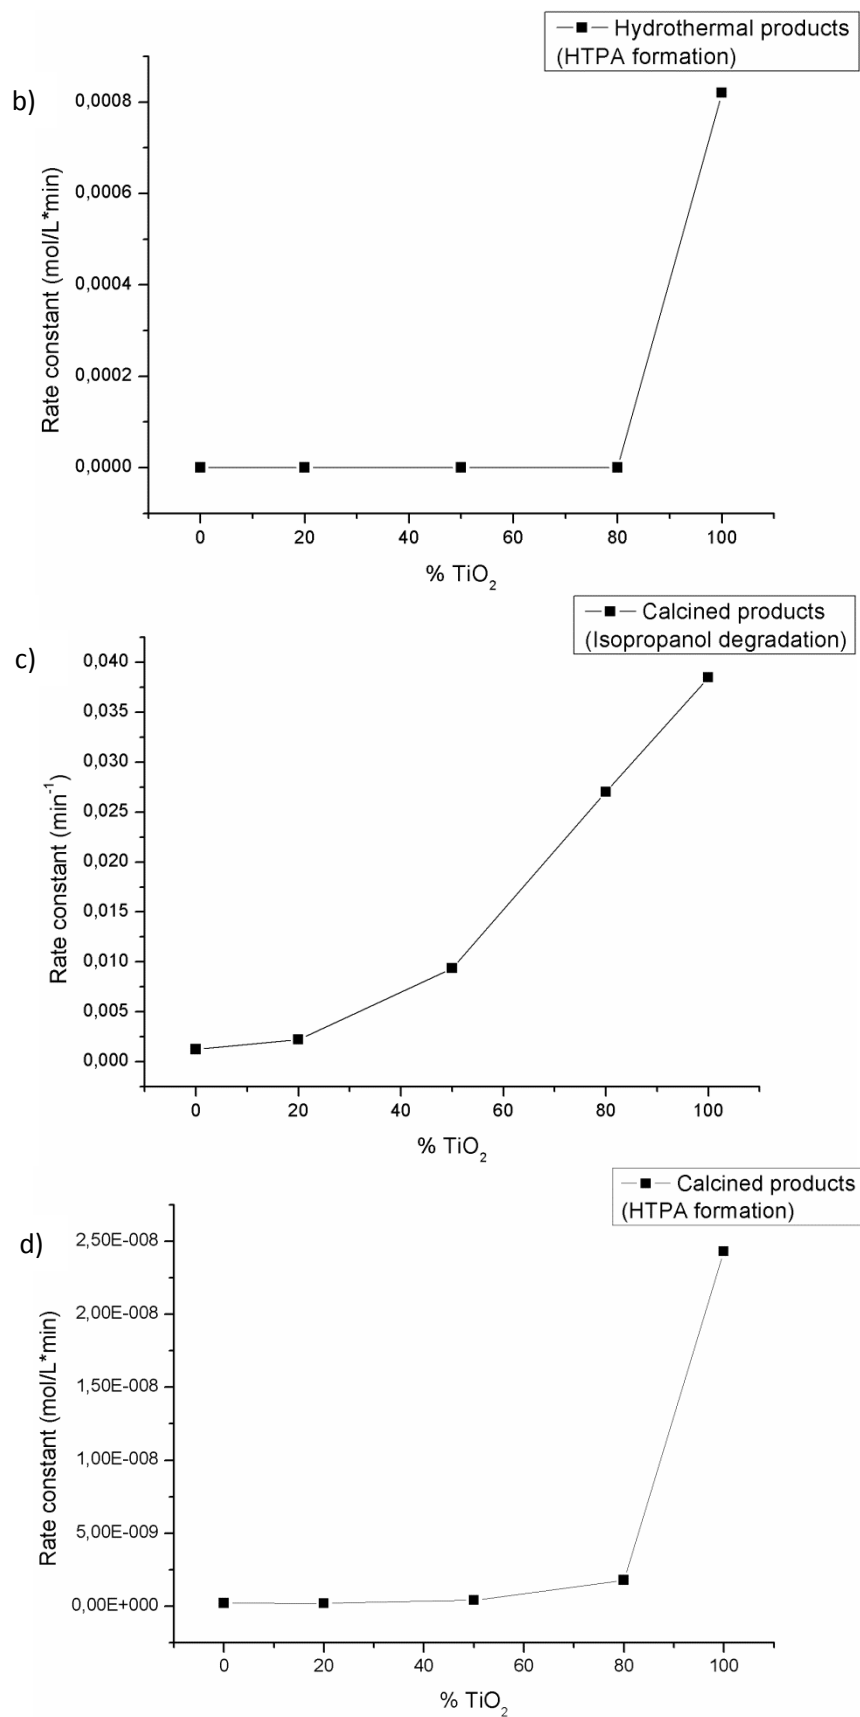 Hydrothermal products
(HTPA formation)
b)
0,0008
0,0006
0,0004
0,0002
0,0000
Rate constant (mol/L*min)
0 20 40 60 80 100
% TiO₂
Calcined products
(Isopropanol degradation)
c)
0,040
0,035
0,030
0,025
0,020
0,015
0,010
0,005
0,000
Rate constant (min⁻¹)
0 20 40 60 80 100
% TiO₂
Calcined products
(HTPA formation)
d)
2,50E-008
2,00E-008
1,50E-008
1,00E-008
5,00E-009
0,00E+000
Rate constant (mol/L*min)
0 20 40 60 80 100
% TiO₂